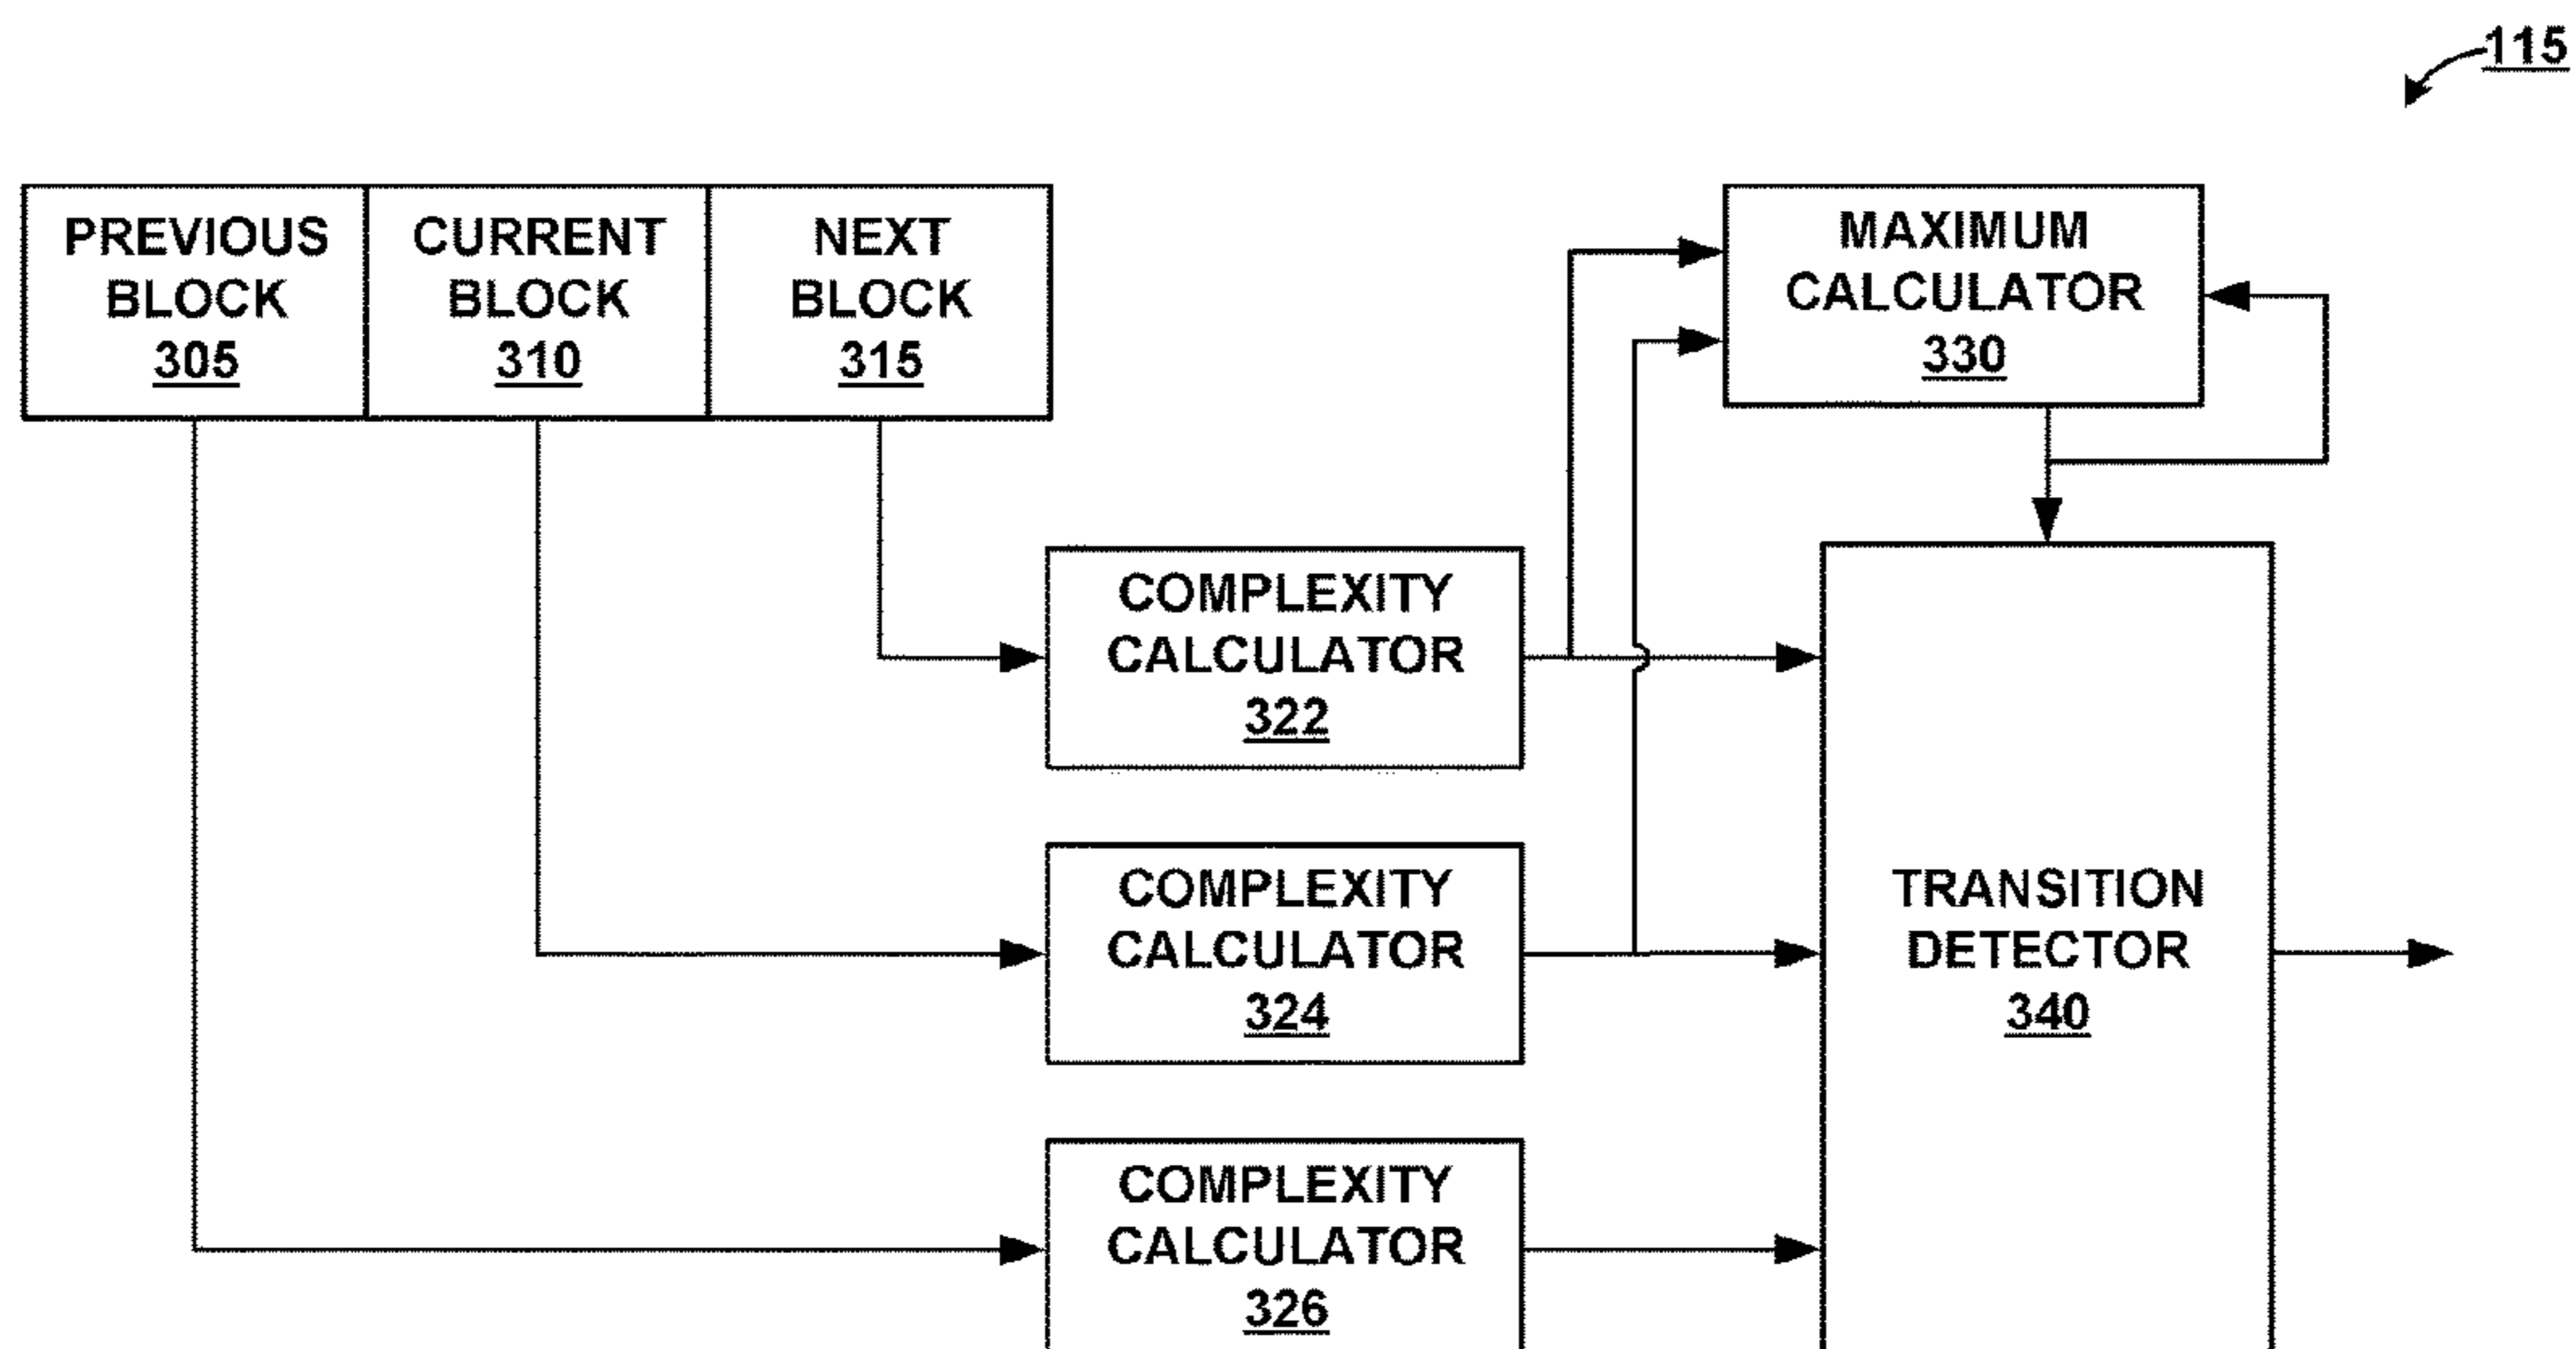 115
PREVIOUS
BLOCK
305
CURRENT
BLOCK
310
NEXT
BLOCK
315
MAXIMUM
CALCULATOR
330
COMPLEXITY
CALCULATOR
322
COMPLEXITY
CALCULATOR
324
TRANSITION
DETECTOR
340
COMPLEXITY
CALCULATOR
326